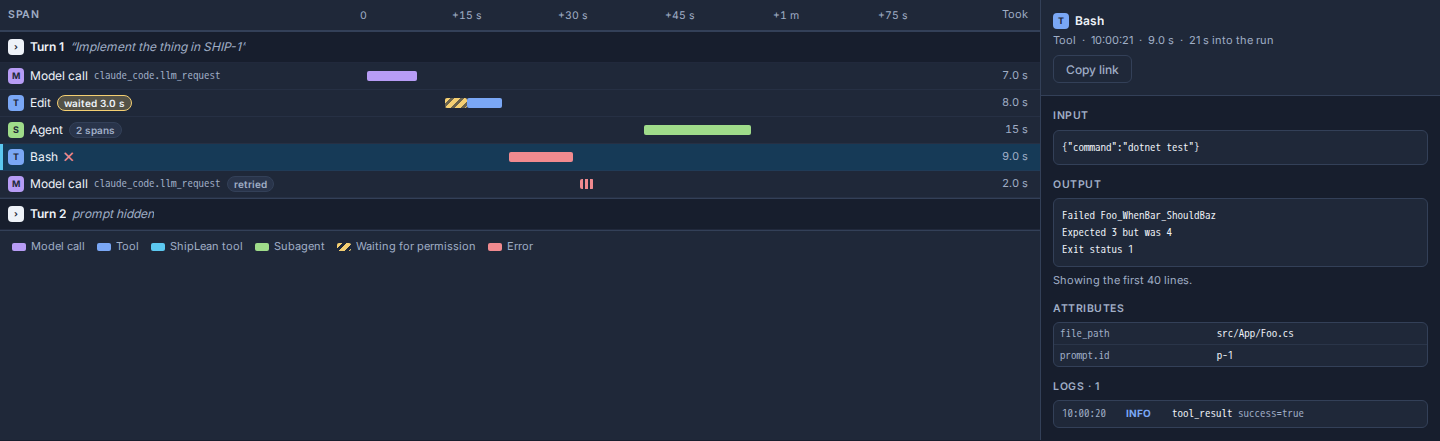 SPAN 0 +15 s +30 s +45 s +1 m +75 s Took
› Turn 1 "Implement the thing in SHIP-1'
M Model call claude_code.llm_request 7.0 s
T Edit waited 3.0 s 8.0 s
S Agent 2 spans 15 s
T Bash ✕ 9.0 s
M Model call claude_code.llm_request retried 2.0 s
› Turn 2 prompt hidden
Model call Tool ShipLean tool Subagent Waiting for permission Error
T Bash
Tool · 10:00:21 · 9.0 s · 21 s into the run
Copy link
INPUT
{"command":"dotnet test"}
OUTPUT
Failed Foo_WhenBar_ShouldBaz
Expected 3 but was 4
Exit status 1
Showing the first 40 lines.
ATTRIBUTES
file_path src/App/Foo.cs
prompt.id p-1
LOGS · 1
10:00:20 INFO tool_result success=true